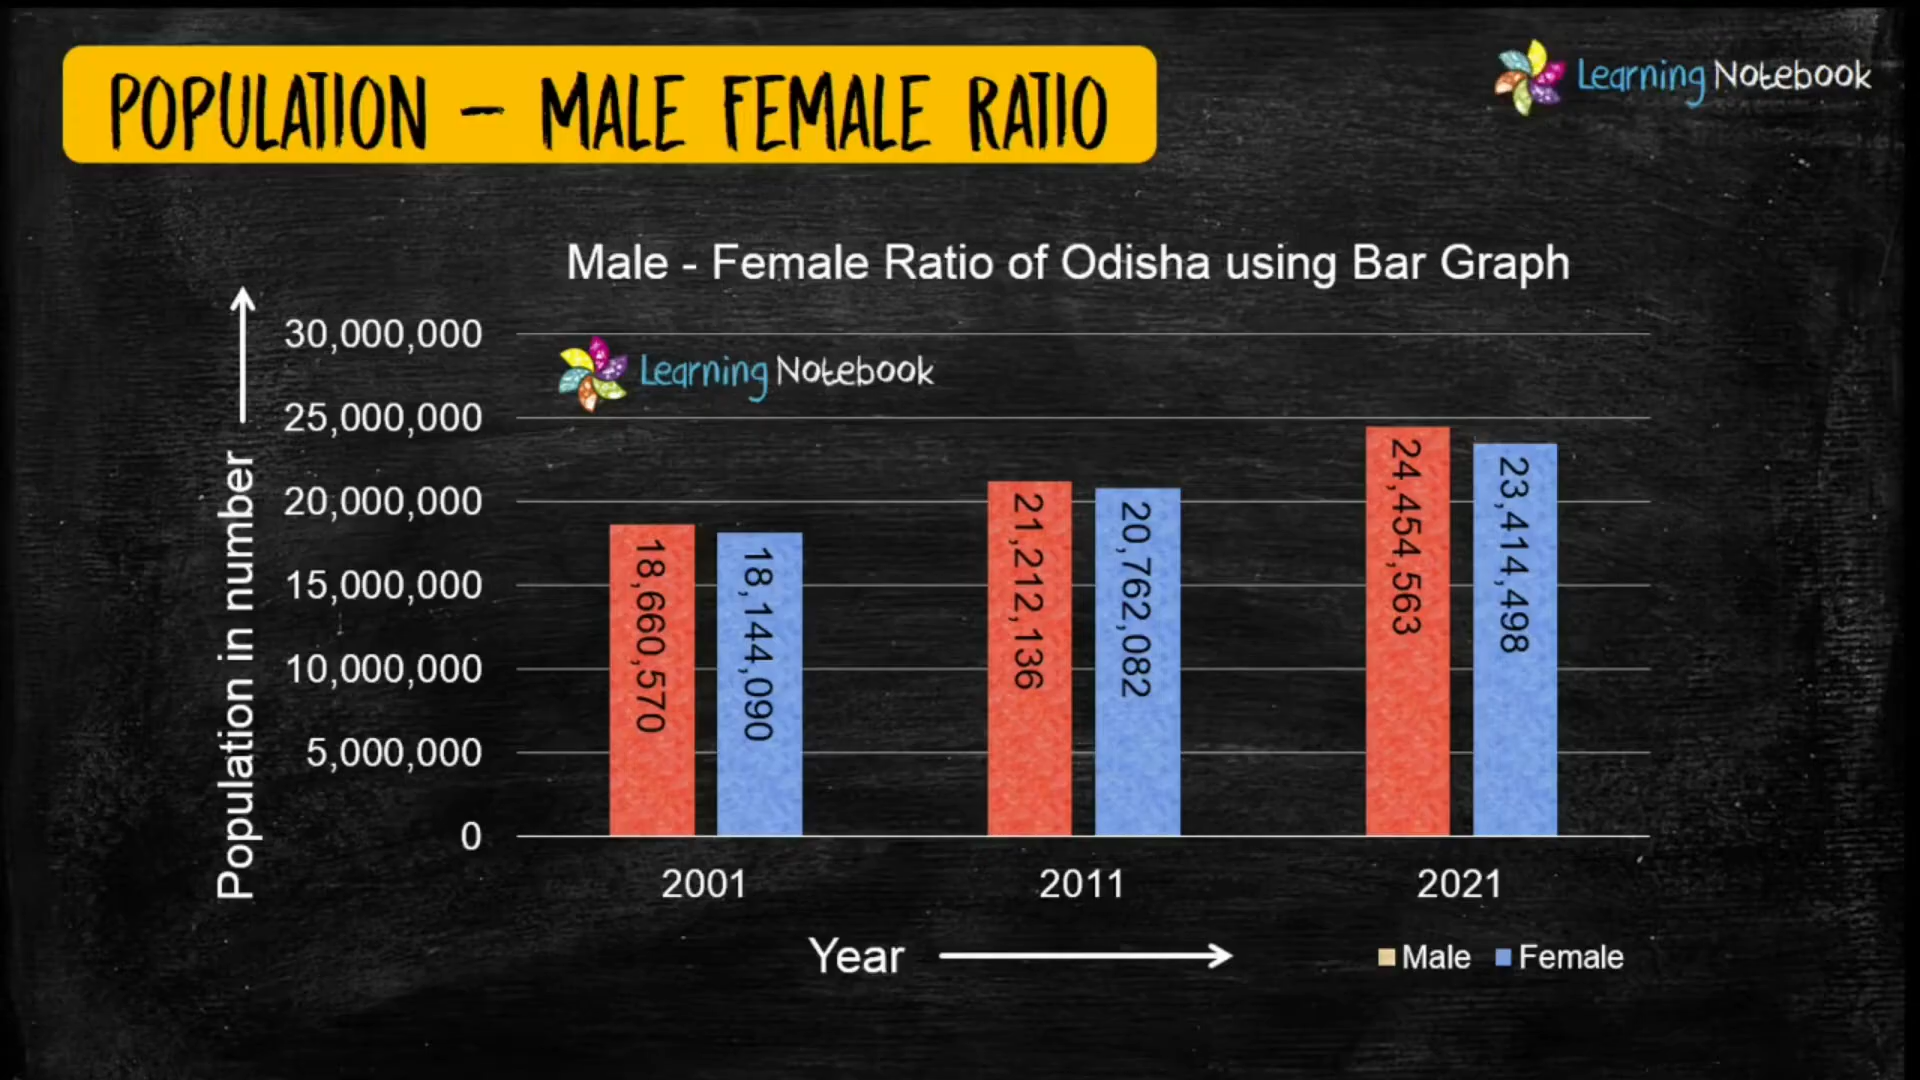 POPULATION - MALE FEMALE RATIO
Learning Notebook
Male - Female Ratio of Odisha using Bar Graph
Learning Notebook
Population in number
30,000,000
25,000,000
20,000,000
15,000,000
10,000,000
5,000,000
0
18,660,570
18,144,090
21,212,136
20,762,082
24,454,563
23,414,498
2001
2011
2021
Year
Male
Female